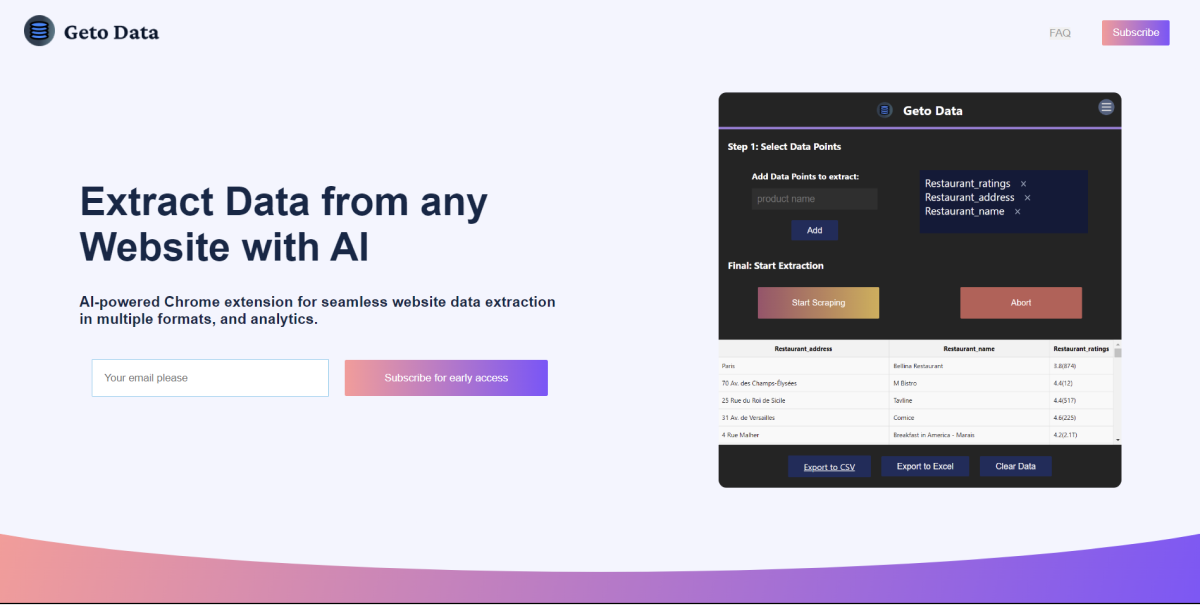 Geto Data
FAQ
Subscribe
Extract Data from any
Website with AI
AI-powered Chrome extension for seamless website data extraction
in multiple formats, and analytics.
Your email please
Subscribe for early access
Geto Data
Step 1: Select Data Points
Add Data Points to extract:
product name
Add
Restaurant_ratings x
Restaurant_address x
Restaurant_name x
Final: Start Extraction
Start Scraping
Abort
Restaurant_address Restaurant_name Restaurant_ratings
Paris Bellina Restaurant 3.8(874)
70 Av. des Champs-Élysées M Bistro 4.4(12)
25 Rue du Roi de Sicile Tavline 4.4(517)
31 Av. de Versailles Comice 4.6(225)
4 Rue Malher Breakfast in America - Marais 4.2(2.1T)
Export to CSV
Export to Excel
Clear Data